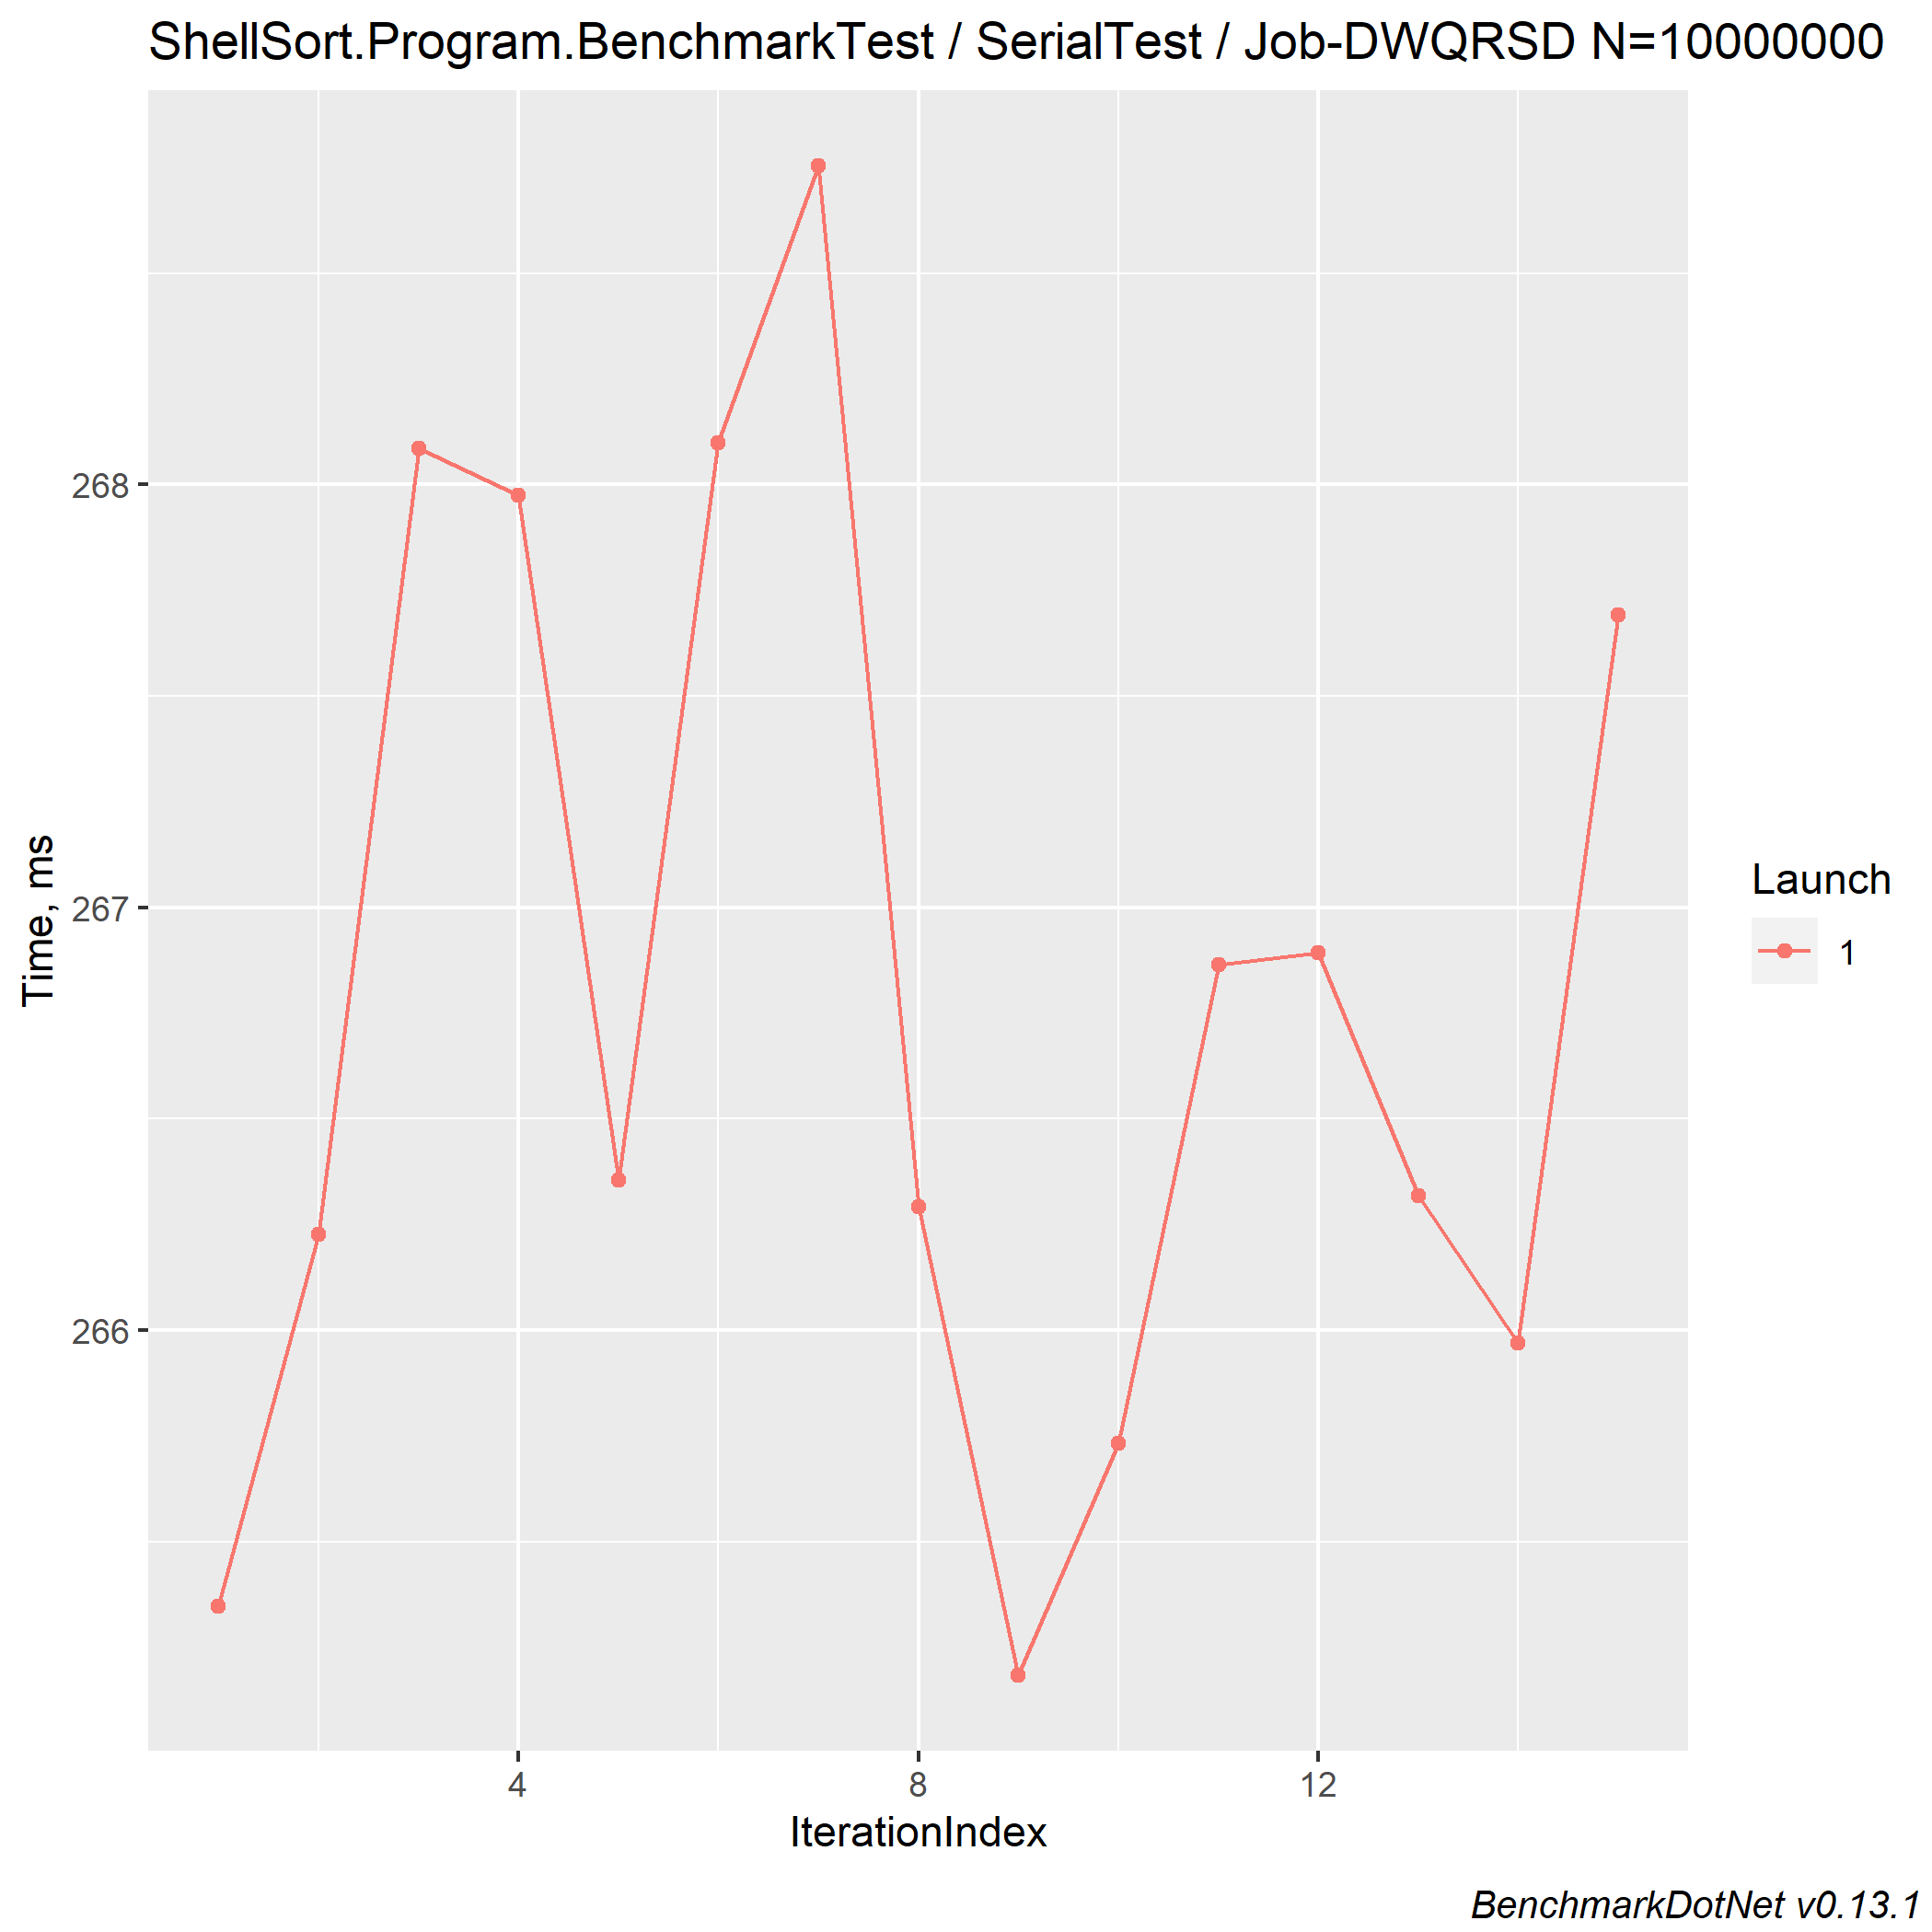 ShellSort.Program.BenchmarkTest / SerialTest / Job-DWQRSD N=10000000
268
267
266
Time, ms
4
8
12
IterationIndex
Launch
1
BenchmarkDotNet v0.13.1